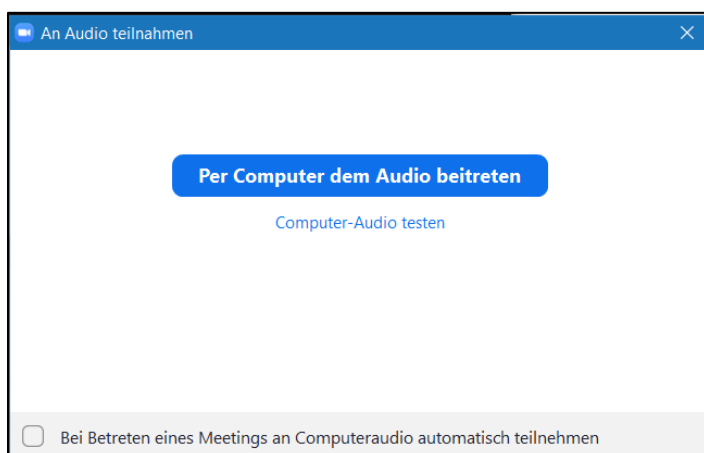 An Audio teilnahmen
Per Computer dem Audio beitreten
Computer-Audio testen
Bei Betreten eines Meetings an Computeraudio automatisch teilnehmen